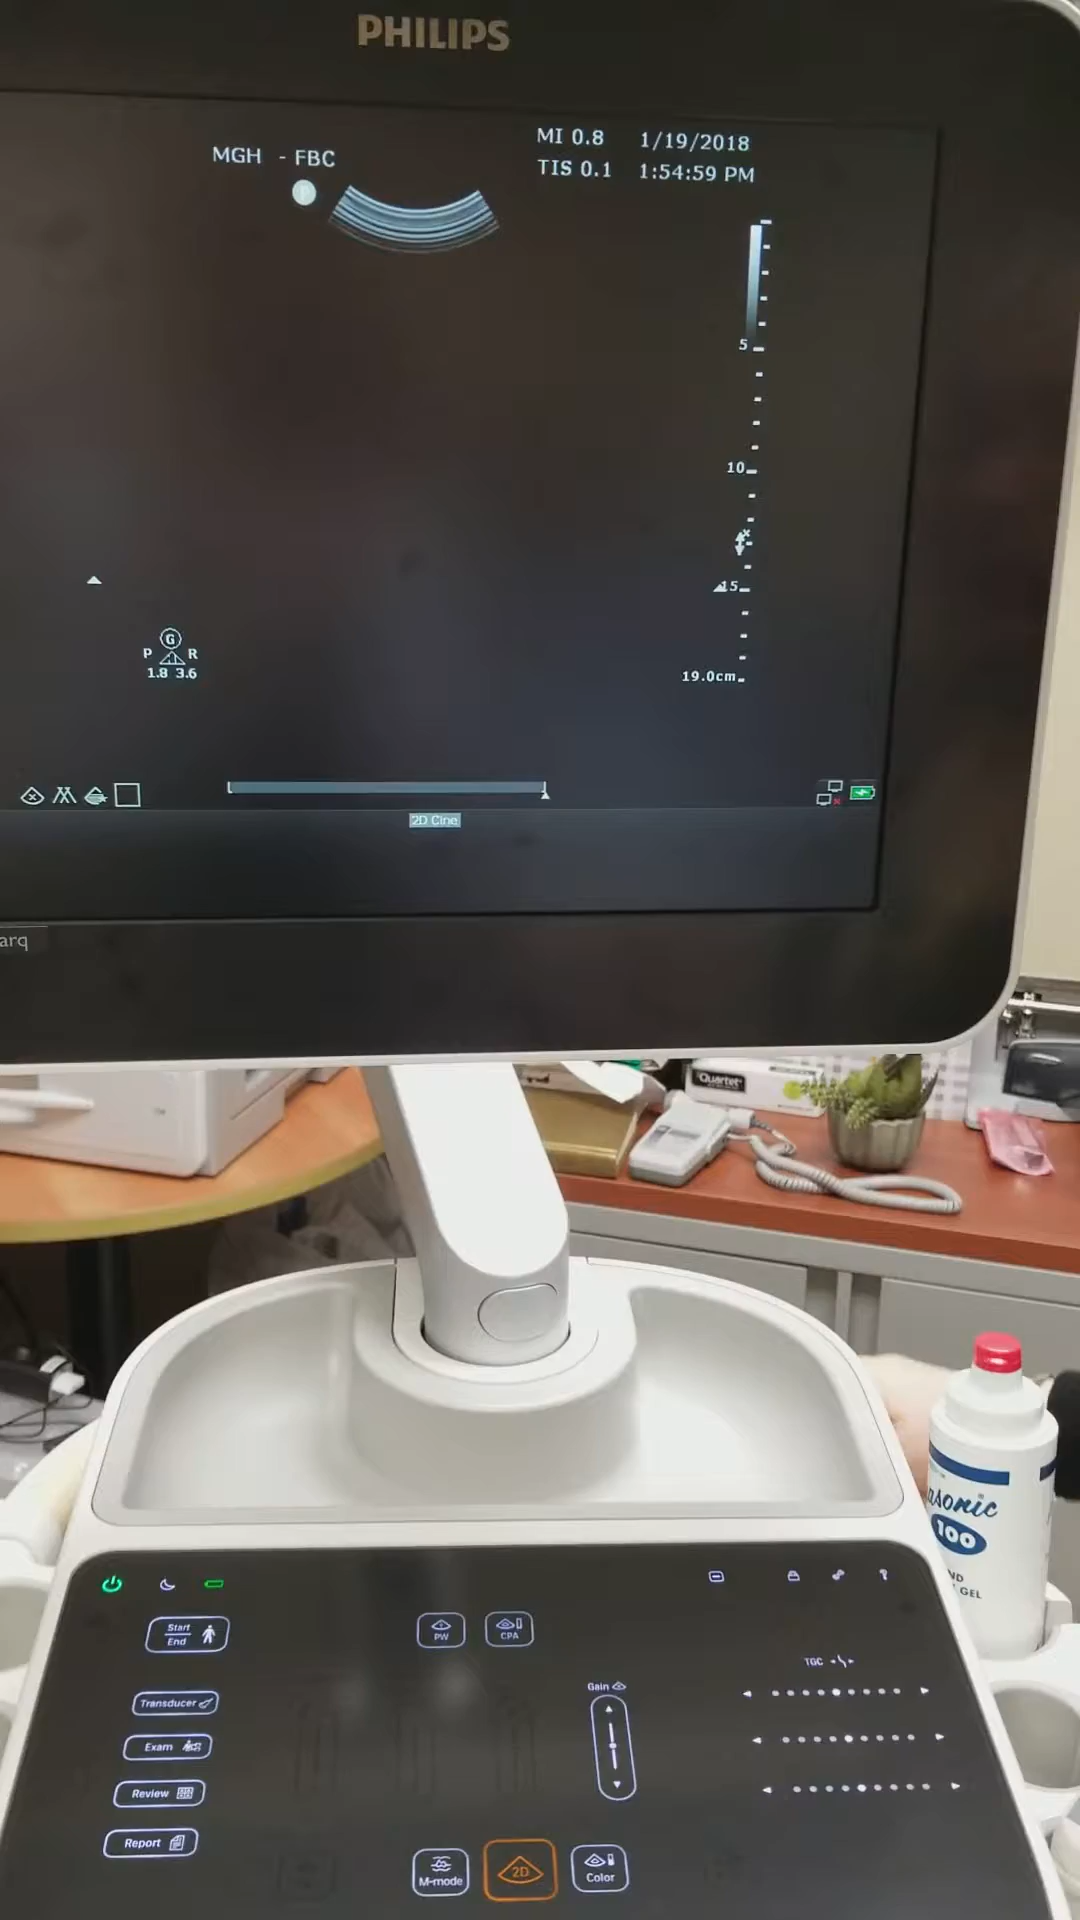 PHILIPS
MGH - FBC
MI 0.8 1/19/2018
TIS 0.1 1:54:59 PM
P
5
10
15
19.0cm
G
P R
1.8 3.6
2D Cine
arq
Quartet
asonic
100
ND
GEL
Start
End
PW
CPA
TGC
Transducer
Gain
Exam
Review
Report
M-mode
2D
Color